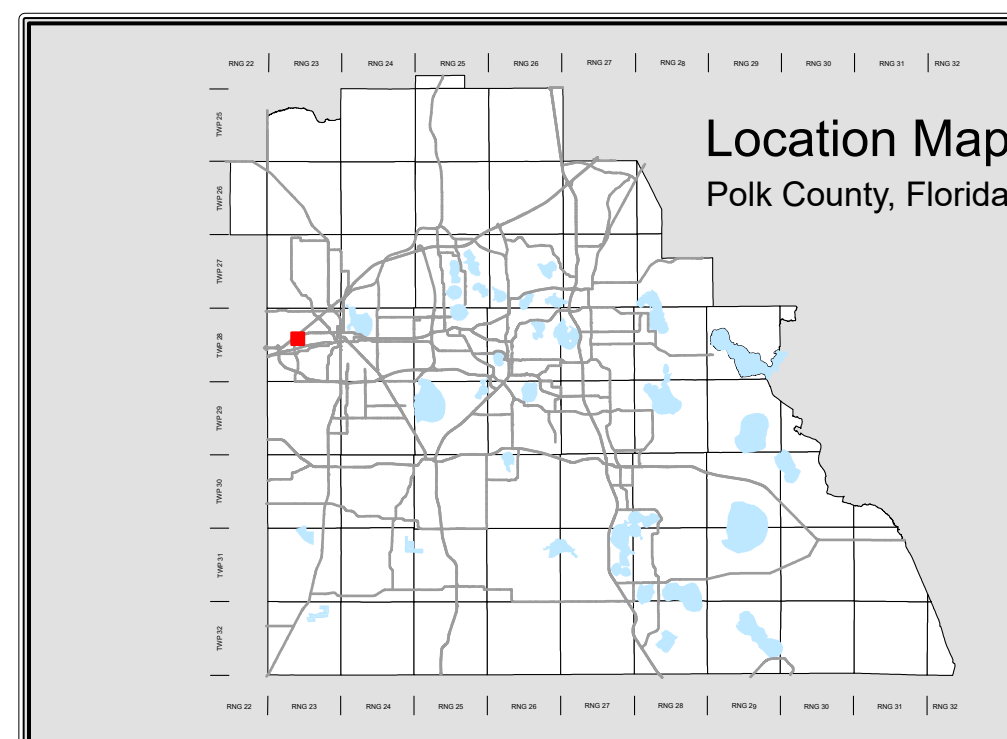 RNG 22 RNG 23 RNG 24 RNG 25 RNG 26 RNG 27 RNG 28 RNG 29 RNG 30 RNG 31 RNG 32
Location Map
Polk County, Florida
TWP 25
TWP 26
TWP 27
TWP 28
TWP 29
TWP 30
TWP 31
TWP 32
RNG 22 RNG 23 RNG 24 RNG 25 RNG 26 RNG 27 RNG 28 RNG 29 RNG 30 RNG 31 RNG 32